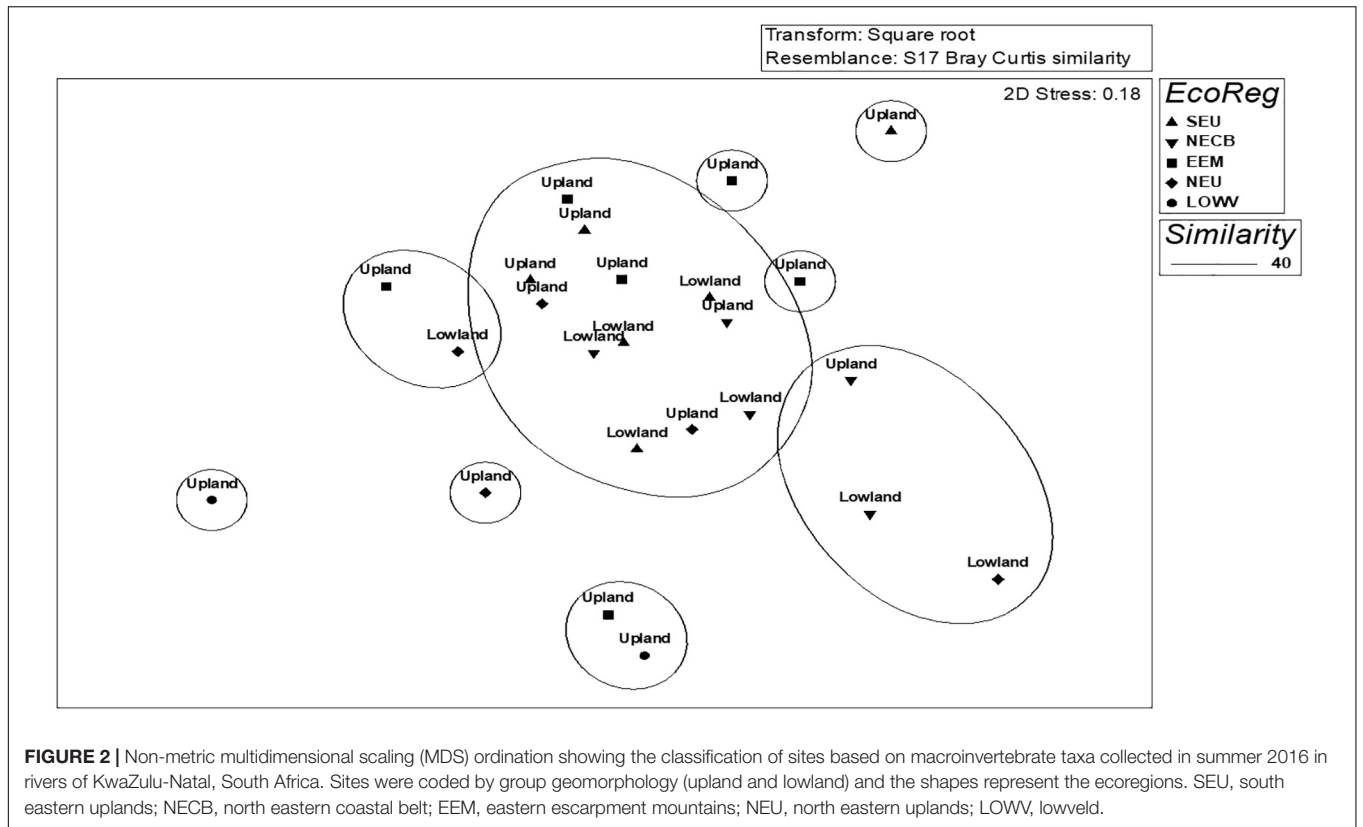 Transform: Square root
Resemblance: S17 Bray Curtis similarity
2D Stress: 0.18
EcoReg
SEU
NECB
EEM
NEU
LOWV
Similarity
40
Upland
Upland
Upland
Upland
Upland
Upland
Upland
Upland
Lowland
Upland
Upland
Upland
Lowland
Lowland
Lowland
Upland
Lowland
Upland
Lowland
Upland
Upland
Lowland
Lowland
Upland
Upland
FIGURE 2 | Non-metric multidimensional scaling (MDS) ordination showing the classification of sites based on macroinvertebrate taxa collected in summer 2016 in
rivers of KwaZulu-Natal, South Africa. Sites were coded by group geomorphology (upland and lowland) and the shapes represent the ecoregions. SEU, south
eastern uplands; NECB, north eastern coastal belt; EEM, eastern escarpment mountains; NEU, north eastern uplands; LOWV, lowveld.